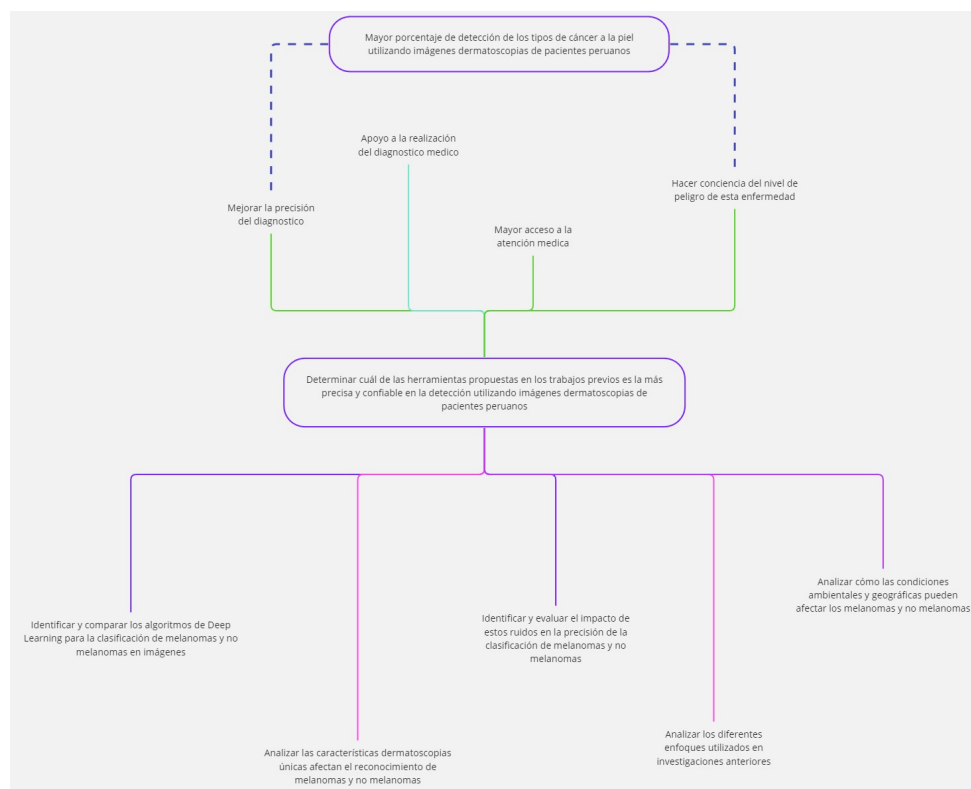 Mayor porcentaje de detección de los tipos de cáncer a la piel
utilizando imágenes dermatoscopias de pacientes peruanos
Apoyo a la realización
del diagnostico medico
Hacer conciencia del nivel de
peligro de esta enfermedad
Mejorar la precisión
del diagnostico
Mayor acceso a la
atención medica
Determinar cuál de las herramientas propuestas en los trabajos previos es la más
precisa y confiable en la detección utilizando imágenes dermatoscopias de
pacientes peruanos
Analizar cómo las condiciones
ambientales y geográficas pueden
afectar los melanomas y no melanomas
Identificar y comparar los algoritmos de Deep
Learning para la clasificación de melanomas y no
melanomas en imágenes
Identificar y evaluar el impacto de
estos ruidos en la precisión de la
clasificación de melanomas y no
melanomas
Analizar las características dermatoscopias
únicas afectan el reconocimiento de
melanomas y no melanomas
Analizar los diferentes
enfoques utilizados en
investigaciones anteriores